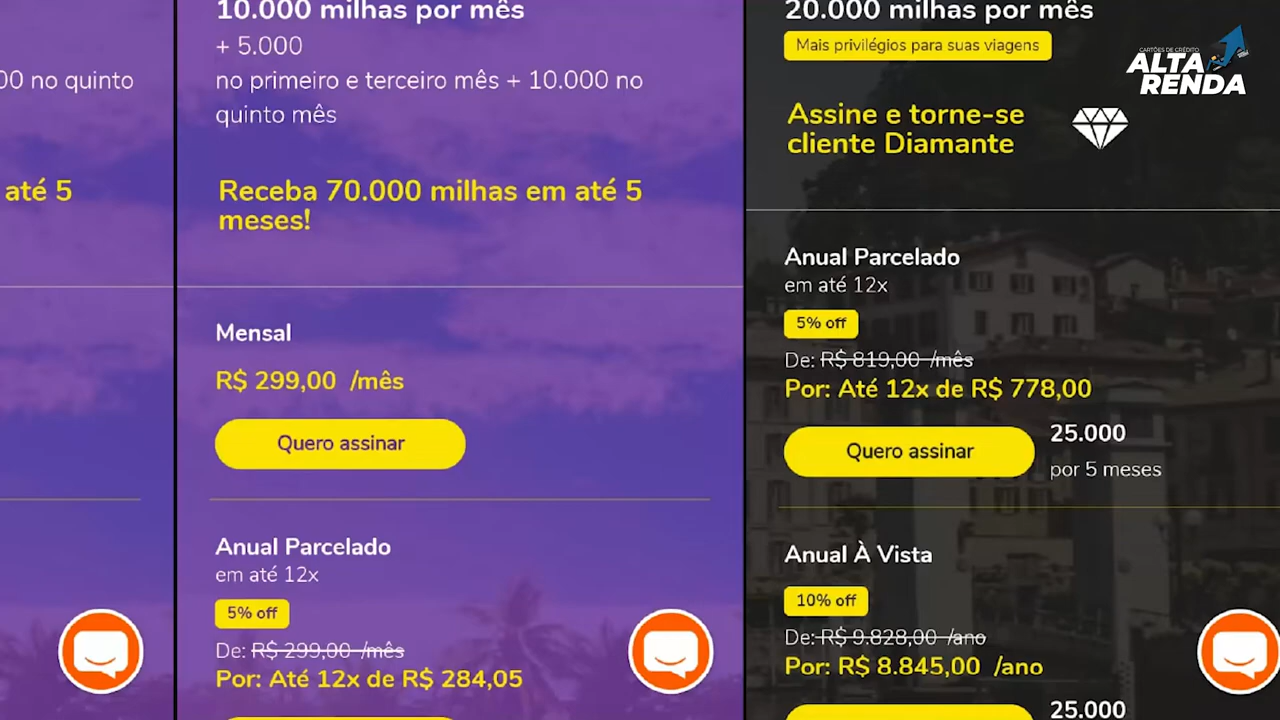 00 no quinto
até 5
10.000 milhas por mês
+ 5.000
no primeiro e terceiro mês + 10.000 no
quinto mês
Receba 70.000 milhas em até 5
meses!
Mensal
R$ 299,00 /mês
Quero assinar
Anual Parcelado
em até 12x
5% off
De: R$ 299,00 /mês
Por: Até 12x de R$ 284,05
20.000 milhas por mês
Mais privilégios para suas viagens
Assine e torne-se
cliente Diamante
Anual Parcelado
em até 12x
5% off
De: R$ 819,00 /mês
Por: Até 12x de R$ 778,00
Quero assinar
25.000
por 5 meses
Anual À Vista
10% off
De: R$ 9.828,00 /ano
Por: R$ 8.845,00 /ano
25.000
CARTÕES DE CRÉDITO
ALTA
RENDA